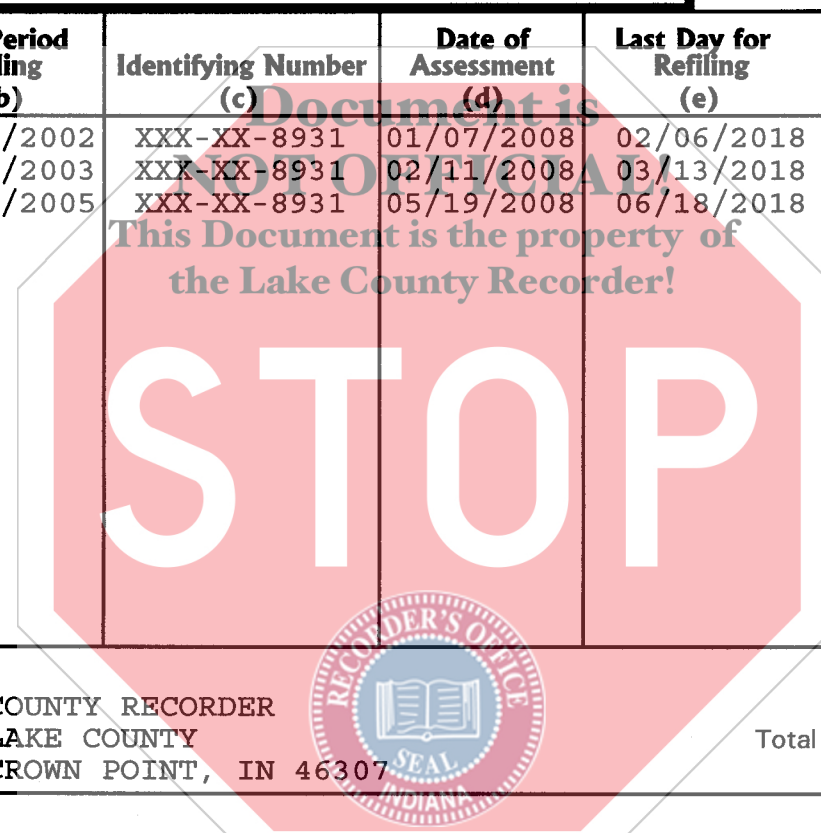 Period Date of Last Day for
ding Identifying Number Assessment Refiling
b) (c) (d) (e)
Document is
/2002 XXX-XX-8931 01/07/2008 02/06/2018
/2003 XXX-XX-8931 02/11/2008 03/13/2018
NOT OFFICIAL!
/2005 XXX-XX-8931 05/19/2008 06/18/2018
This Document is the property of
the Lake County Recorder!
STOP
RECORDER'S OFFICE
SEAL
INDIANA
COUNTY RECORDER
LAKE COUNTY Total
CROWN POINT, IN 46307